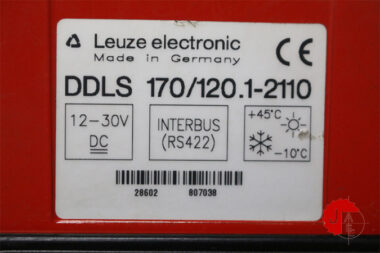 Leuze electronic
Made in Germany
CE
DDLS 170/120.1-2110
12-30V
DC
INTERBUS
(RS422)
+45°C
-10°C
28602 807038